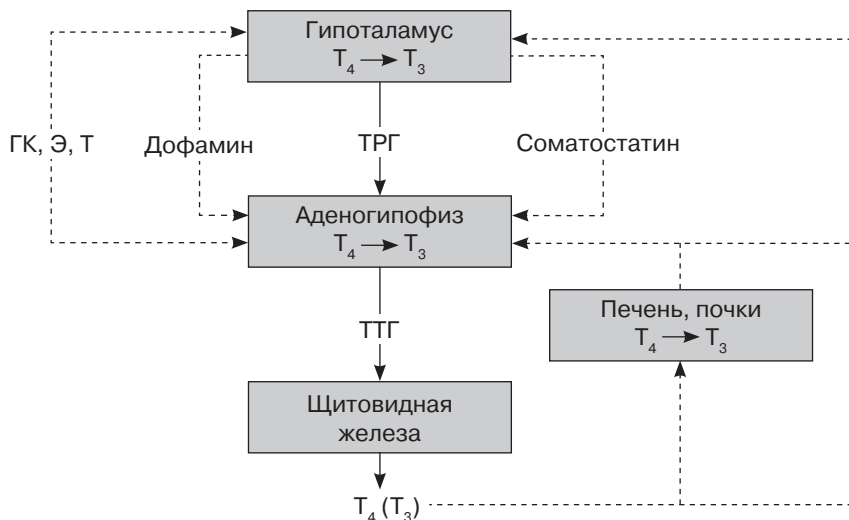 Гипоталамус
T₄ → T₃
ГК, Э, Т
Дофамин
ТРГ
Соматостатин
Аденогипофиз
T₄ → T₃
ТТГ
Печень, почки
T₄ → T₃
Щитовидная
железа
T₄ (T₃)